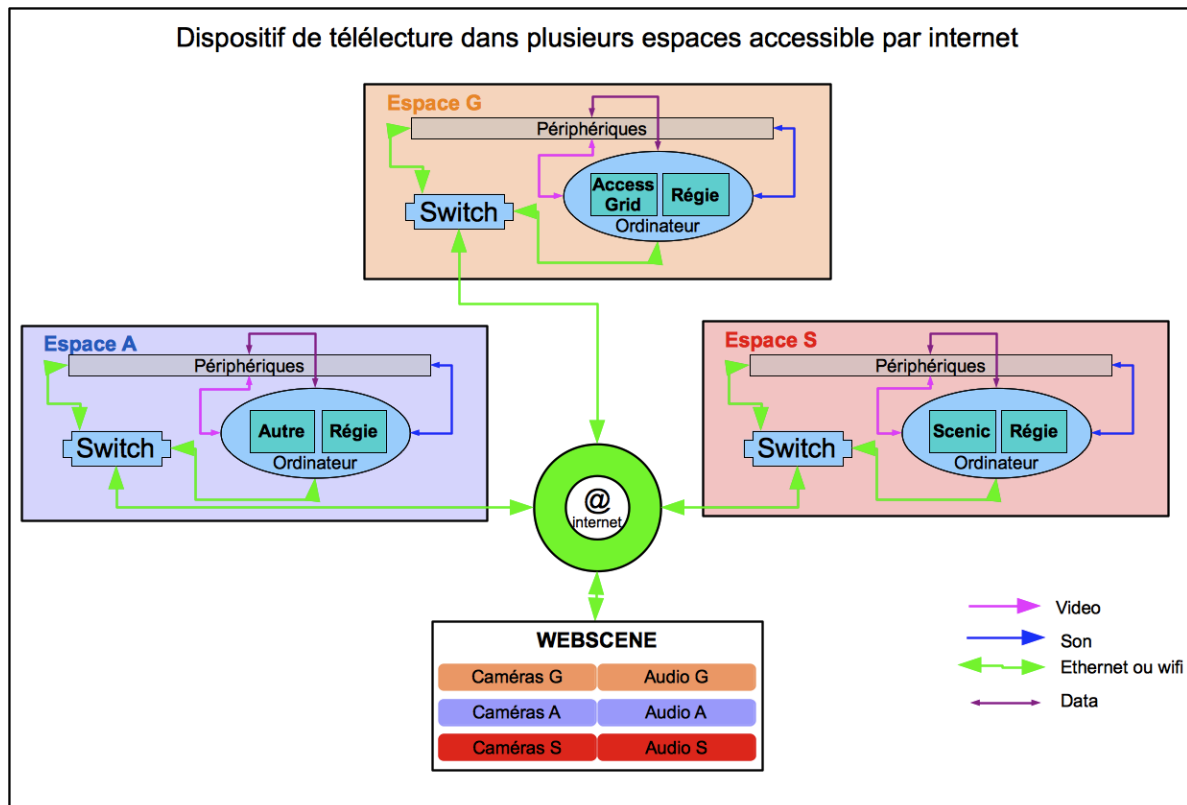 Dispositif de télélecture dans plusieurs espaces accessible par internet
Espace G
Périphériques
Access
Grid
Régie
Switch
Ordinateur
Espace A
Périphériques
Autre
Régie
Switch
Ordinateur
Espace S
Périphériques
Scenic
Régie
Switch
Ordinateur
@
internet
WEBSCENE
Caméras G
Audio G
Caméras A
Audio A
Caméras S
Audio S
Video
Son
Ethernet ou wifi
Data